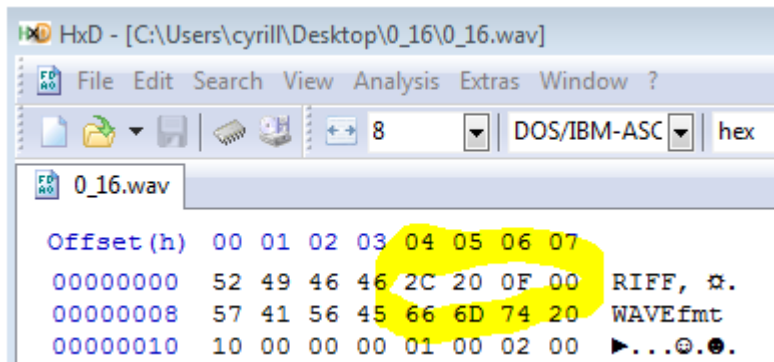 HxD - [C:\Users\cyrill\Desktop\0_16\0_16.wav]
File Edit Search View Analysis Extras Window ?
8 DOS/IBM-ASC hex
0_16.wav
Offset(h) 00 01 02 03 04 05 06 07
00000000 52 49 46 46 2C 20 0F 00 RIFF, ☼.
00000008 57 41 56 45 66 6D 74 20 WAVEfmt
00000010 10 00 00 00 01 00 02 00 ►...☺.☻.